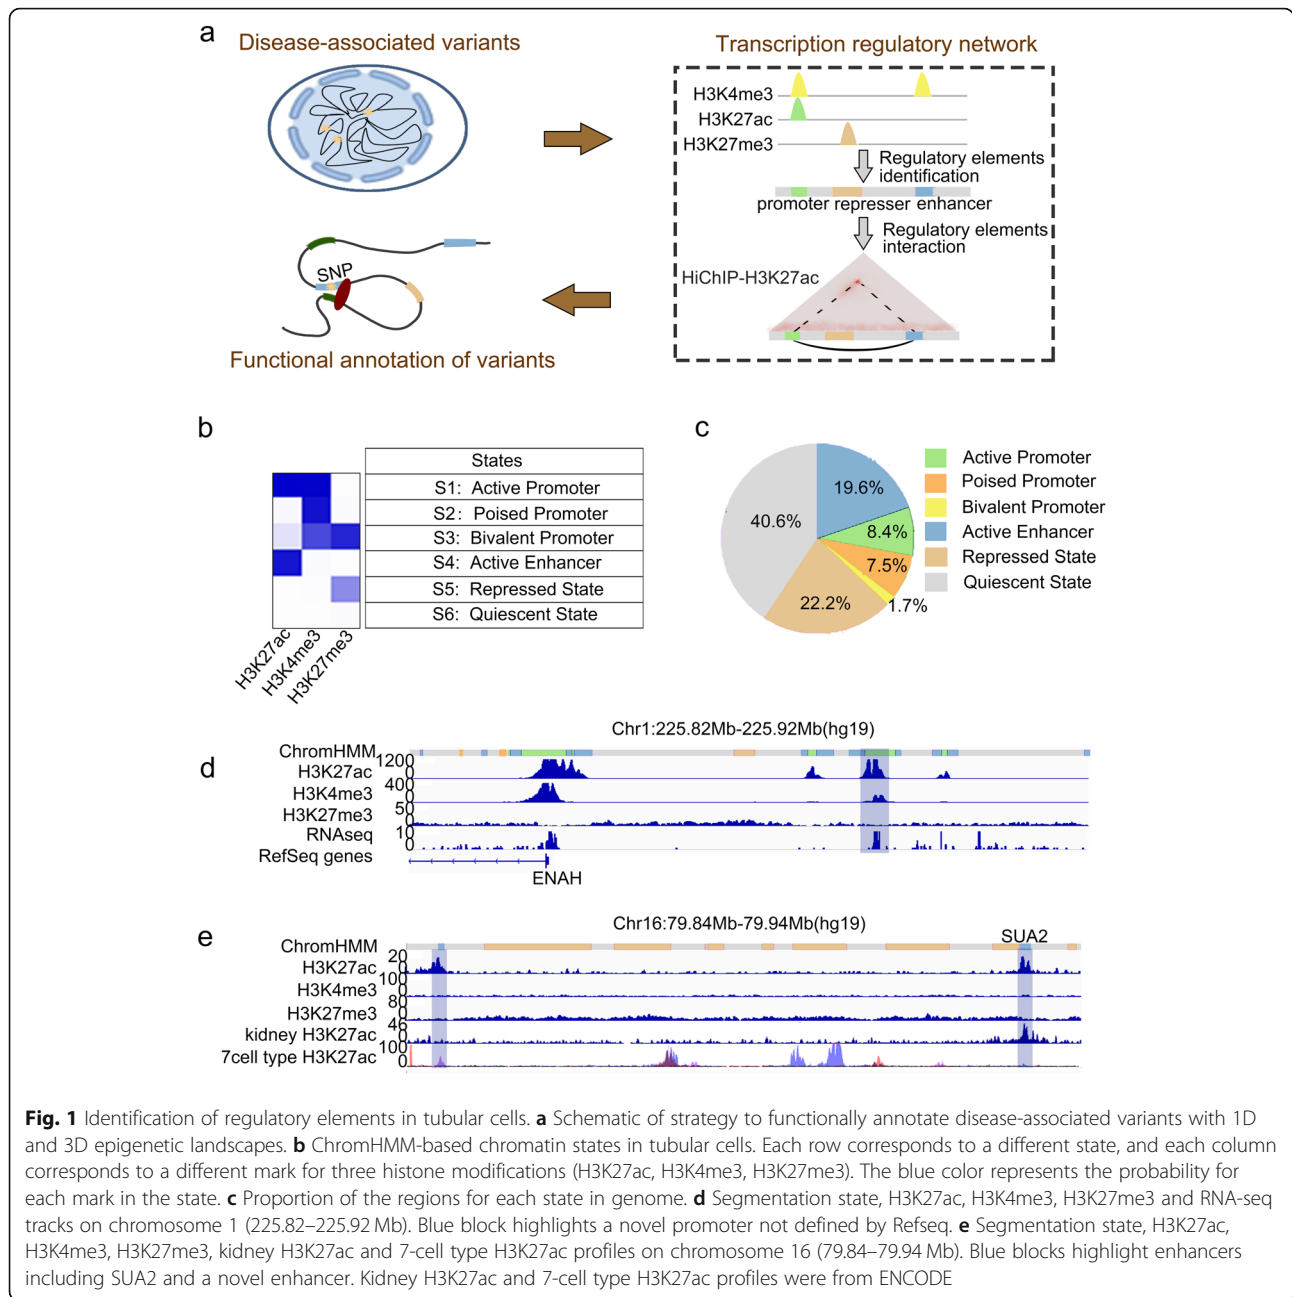 a
Disease-associated variants
Transcription regulatory network
H3K4me3
H3K27ac
H3K27me3
Regulatory elements
identification
promoter represser enhancer
Regulatory elements
interaction
HiChIP-H3K27ac
SNP
Functional annotation of variants
b
States
S1: Active Promoter
S2: Poised Promoter
S3: Bivalent Promoter
S4: Active Enhancer
S5: Repressed State
S6: Quiescent State
H3K27ac
H3K4me3
H3K27me3
c
19.6%
8.4%
7.5%
1.7%
22.2%
40.6%
Active Promoter
Poised Promoter
Bivalent Promoter
Active Enhancer
Repressed State
Quiescent State
d
Chr1:225.82Mb-225.92Mb(hg19)
ChromHMM
1200
H3K27ac
0
400
H3K4me3
0
50
H3K27me3
0
10
RNAseq
0
RefSeq genes
ENAH
e
Chr16:79.84Mb-79.94Mb(hg19)
SUA2
ChromHMM
20
H3K27ac
0
100
H3K4me3
0
80
H3K27me3
0
46
kidney H3K27ac
0
100
7cell type H3K27ac
0
Fig. 1 Identification of regulatory elements in tubular cells. a Schematic of strategy to functionally annotate disease-associated variants with 1D
and 3D epigenetic landscapes. b ChromHMM-based chromatin states in tubular cells. Each row corresponds to a different state, and each column
corresponds to a different mark for three histone modifications (H3K27ac, H3K4me3, H3K27me3). The blue color represents the probability for
each mark in the state. c Proportion of the regions for each state in genome. d Segmentation state, H3K27ac, H3K4me3, H3K27me3 and RNA-seq
tracks on chromosome 1 (225.82–225.92 Mb). Blue block highlights a novel promoter not defined by Refseq. e Segmentation state, H3K27ac,
H3K4me3, H3K27me3, kidney H3K27ac and 7-cell type H3K27ac profiles on chromosome 16 (79.84–79.94 Mb). Blue blocks highlight enhancers
including SUA2 and a novel enhancer. Kidney H3K27ac and 7-cell type H3K27ac profiles were from ENCODE